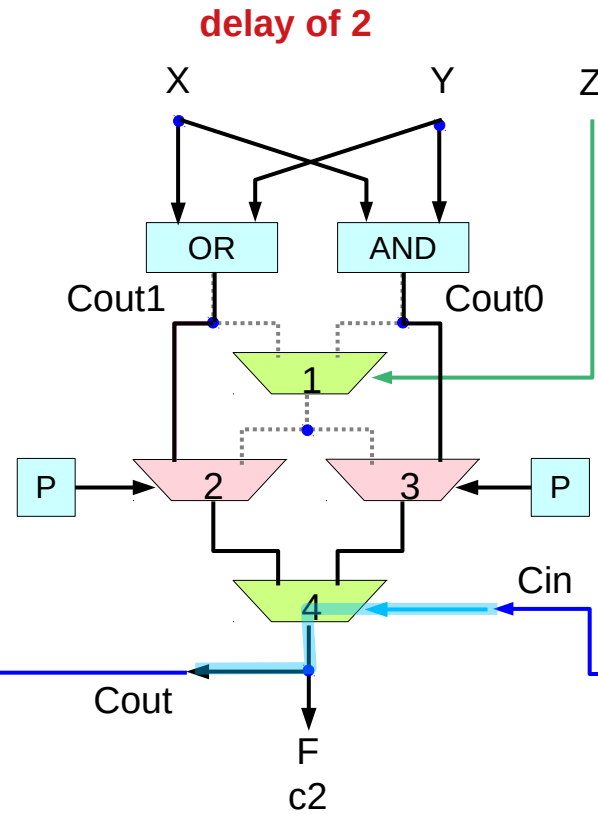 delay of 2
X Y Z
OR AND
Cout1 Cout0
1
P 2 3 P
Cin
4
Cout
F
c2